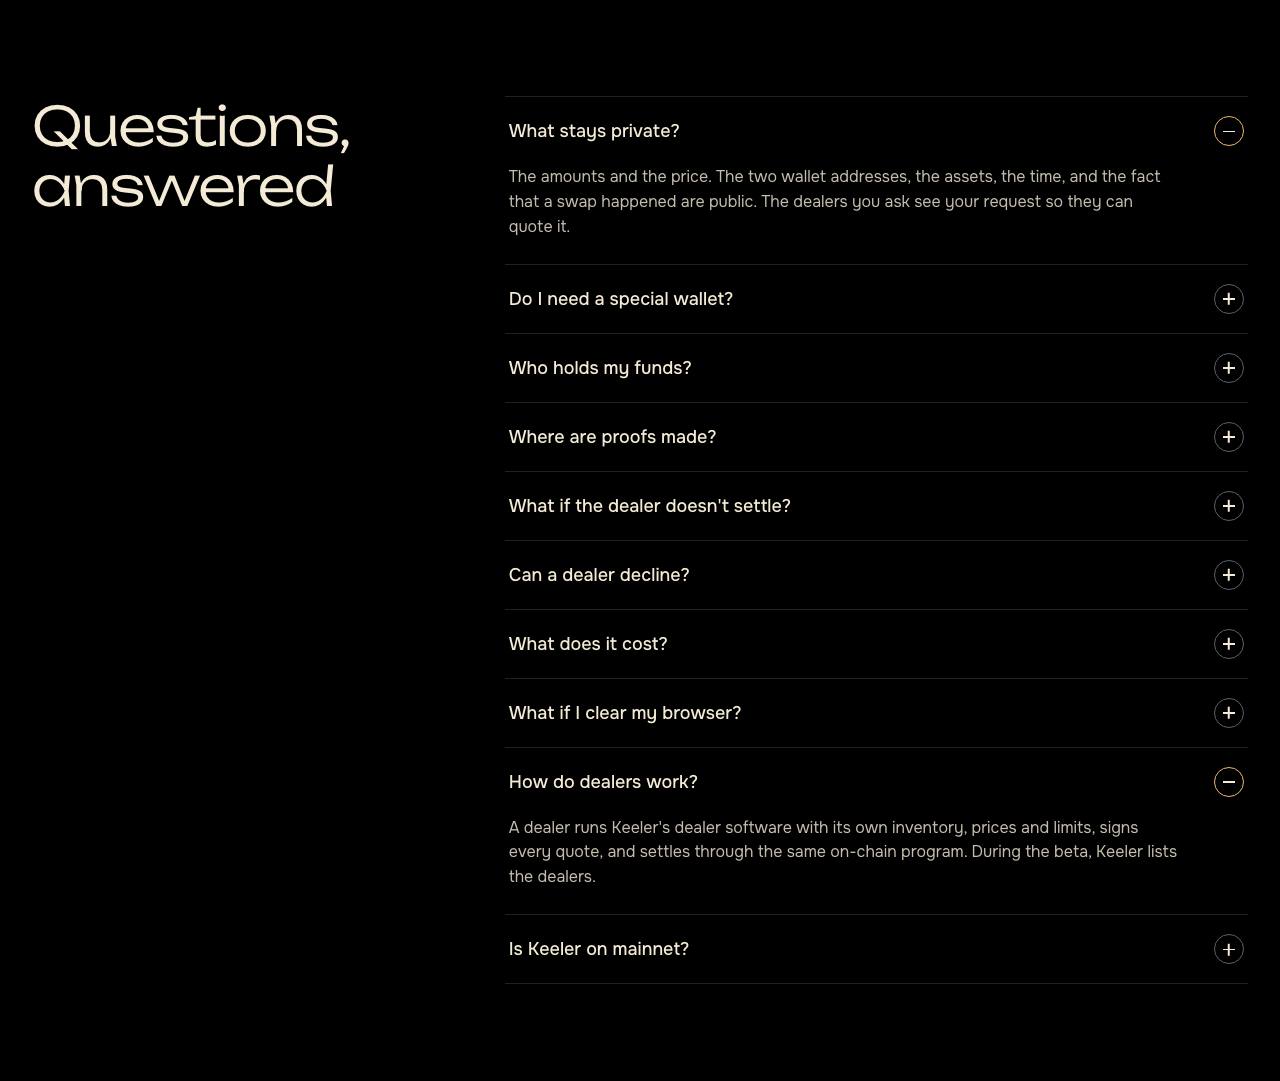 Questions,
answered
What stays private?
The amounts and the price. The two wallet addresses, the assets, the time, and the fact
that a swap happened are public. The dealers you ask see your request so they can
quote it.
Do I need a special wallet?
Who holds my funds?
Where are proofs made?
What if the dealer doesn't settle?
Can a dealer decline?
What does it cost?
What if I clear my browser?
How do dealers work?
A dealer runs Keeler's dealer software with its own inventory, prices and limits, signs
every quote, and settles through the same on-chain program. During the beta, Keeler lists
the dealers.
Is Keeler on mainnet?